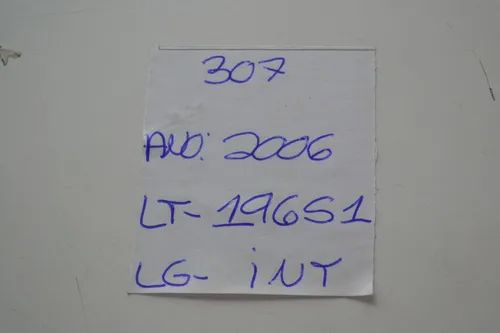 307
ANO: 2006
LT-19651
LG- INT